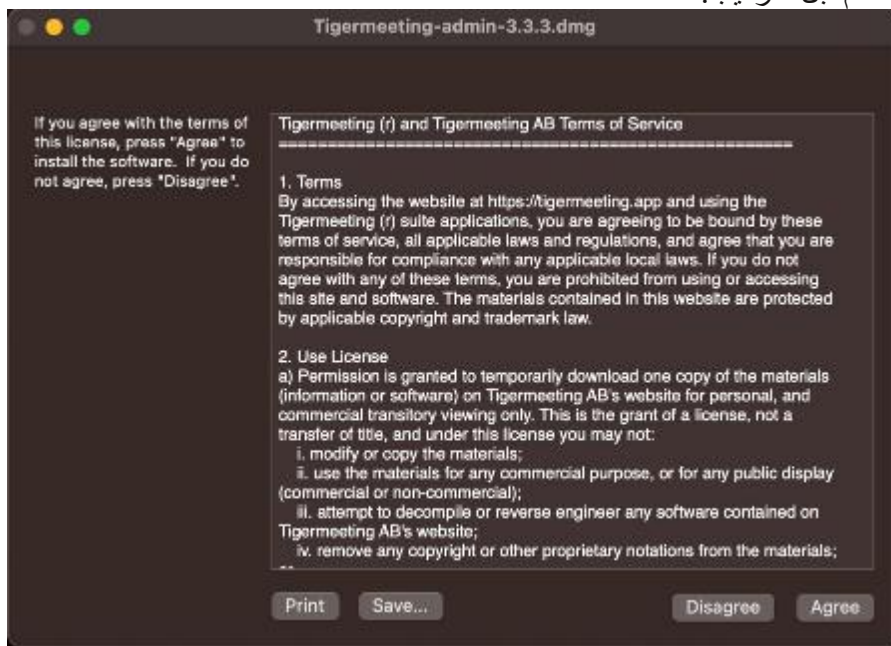 Tigermeeting-admin-3.3.3.dmg
If you agree with the terms of
this license, press "Agree" to
install the software. If you do
not agree, press "Disagree".
Tigermeeting (r) and Tigermeeting AB Terms of Service
1. Terms
By accessing the website at https://tigermeeting.app and using the
Tigermeeting (r) suite applications, you are agreeing to be bound by these
terms of service, all applicable laws and regulations, and agree that you are
responsible for compliance with any applicable local laws. If you do not
agree with any of these terms, you are prohibited from using or accessing
this site and software. The materials contained in this website are protected
by applicable copyright and trademark law.
2. Use License
a) Permission is granted to temporarily download one copy of the materials
(information or software) on Tigermeeting AB's website for personal, and
commercial transitory viewing only. This is the grant of a license, not a
transfer of title, and under this license you may not:
i. modify or copy the materials;
ii. use the materials for any commercial purpose, or for any public display
(commercial or non-commercial);
iii. attempt to decompile or reverse engineer any software contained on
Tigermeeting AB's website;
iv. remove any copyright or other proprietary notations from the materials;
Print Save... Disagree Agree